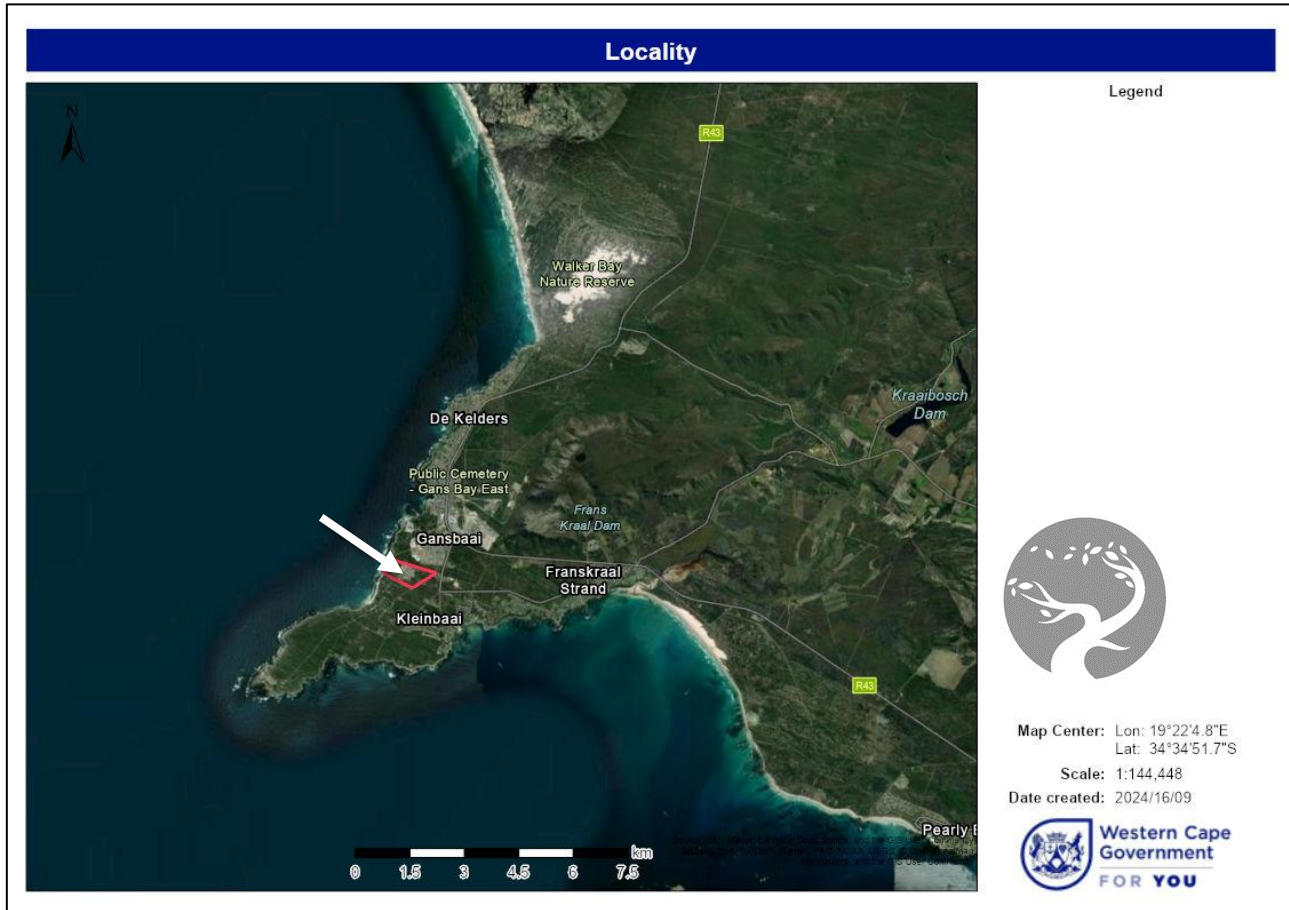 Locality
Legend
N
R43
Walker Bay
Nature Reserve
Kraaibosch
Dam
De Kelders
Public Cemetery
- Gans Bay East
Frans
Kraal Dam
Gansbaai
Franskraal
Strand
Kleinbaai
R43
Pearly
km
0 1.5 3 4.5 6 7.5
Map Center: Lon: 19°22'4.8"E
Lat: 34°34'51.7"S
Scale: 1:144,448
Date created: 2024/16/09
Western Cape
Government
FOR YOU